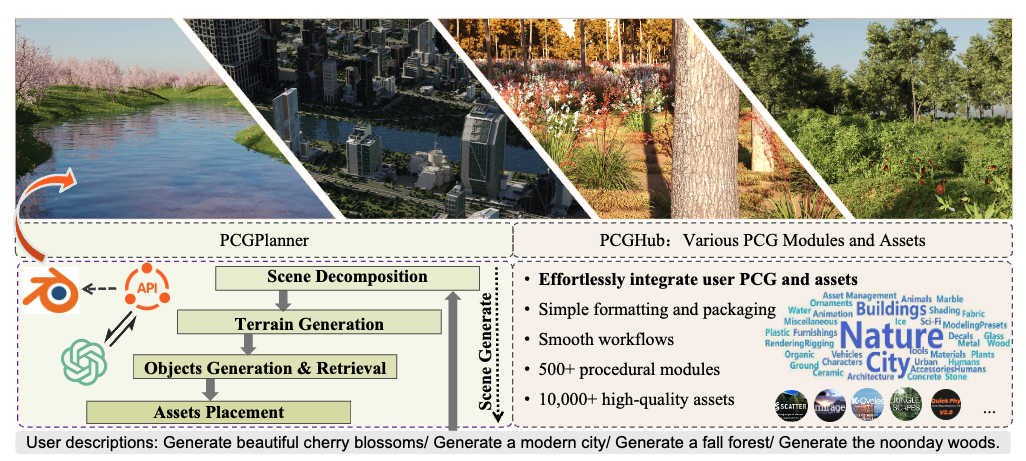 PCGPlanner
PCGHub: Various PCG Modules and Assets
API
Scene Decomposition
Terrain Generation
Objects Generation & Retrieval
Assets Placement
Scene Generate
• Effortlessly integrate user PCG and assets
• Simple formatting and packaging
• Smooth workflows
• 500+ procedural modules
• 10,000+ high-quality assets
Asset Management
Animals
Marble
Ornaments
Water
Animation
Buildings
Shading
Fabric
Miscellaneous
Ice
Sci-Fi
ModelingPresets
Plastic
Furnishings
Nature
Decals
Glass
RenderingRigging
Metal
Wood
Organic
Vehicles
Tools
Materials
Plants
Ground
Characters
City
Urban
Humans
Ceramic
AccessoriesHumans
Architecture
Concrete
Stone
SCATTER
mirage
K-Cycles
JUNGLE
SCAPES
Quick Phy
V2.0
...
User descriptions: Generate beautiful cherry blossoms/ Generate a modern city/ Generate a fall forest/ Generate the noonday woods.